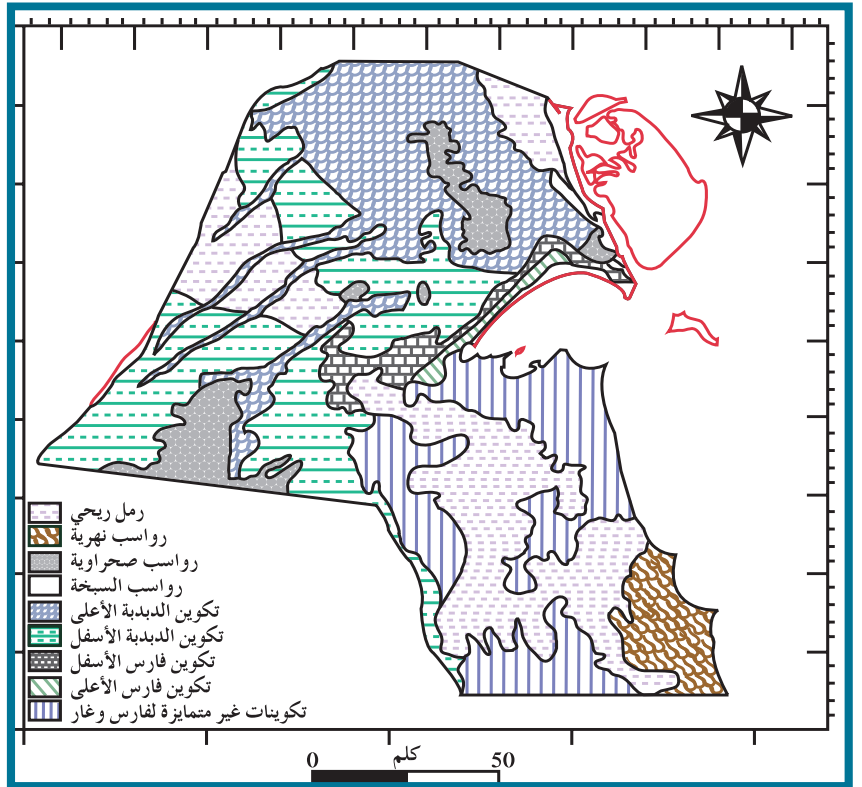 رمل ريحي
رواسب نهرية
رواسب صحراوية
رواسب السبخة
تكوين الدبدبة الأعلى
تكوين الدبدبة الأسفل
تكوين فارس الأسفل
تكوين فارس الأعلى
تكوينات غير متمايزة لفارس وغار
0 كلم 50